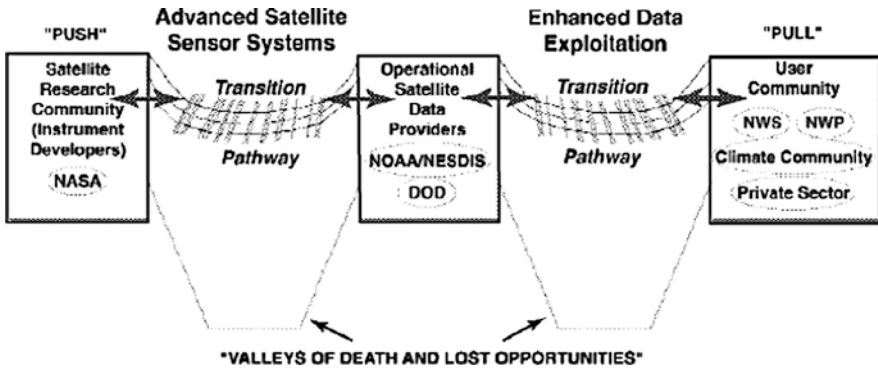 "PUSH"
Advanced Satellite
Sensor Systems
Enhanced Data
Exploitation
"PULL"
Satellite
Research
Community
(Instrument
Developers)
NASA
Transition
Pathway
Operational
Satellite
Data
Providers
NOAA/NESDIS
DOD
Transition
Pathway
User
Community
NWS
NWP
Climate Community
Private Sector
"VALLEYS OF DEATH AND LOST OPPORTUNITIES"